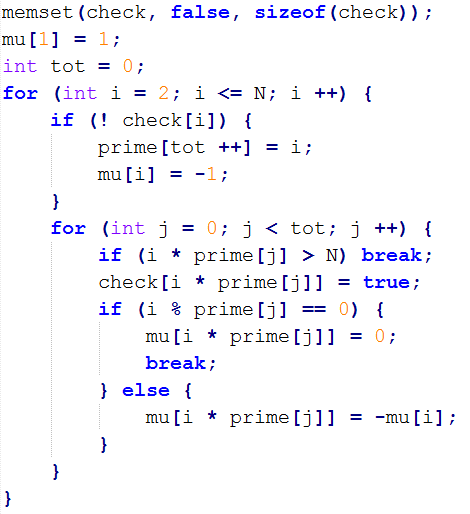 memset(check, false, sizeof(check));
mu[1] = 1;
int tot = 0;
for (int i = 2; i <= N; i ++) {
    if (! check[i]) {
        prime[tot ++] = i;
        mu[i] = -1;
    }
    for (int j = 0; j < tot; j ++) {
        if (i * prime[j] > N) break;
        check[i * prime[j]] = true;
        if (i % prime[j] == 0) {
            mu[i * prime[j]] = 0;
            break;
        } else {
            mu[i * prime[j]] = -mu[i];
        }
    }
}